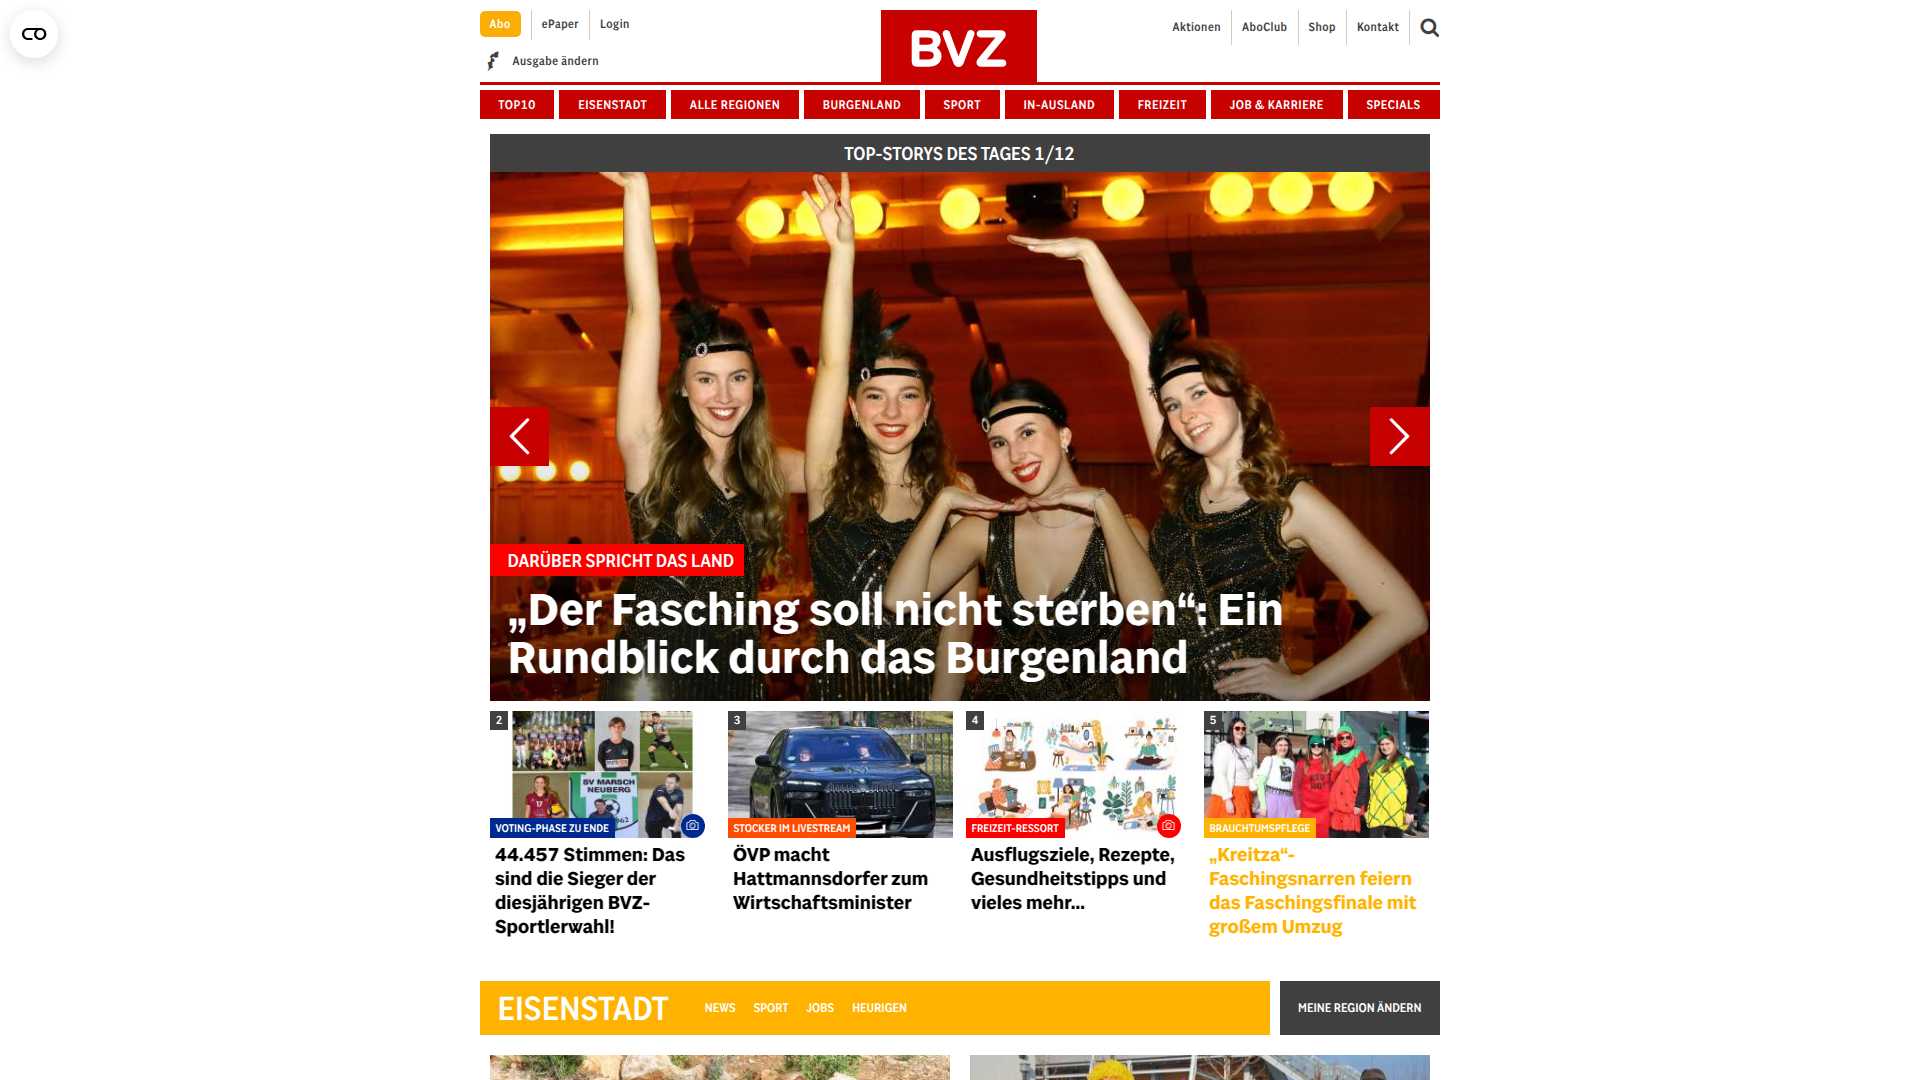 Abo
ePaper
Login
Ausgabe ändern
BVZ
Aktionen
AboClub
Shop
Kontakt
TOP10
EISENSTADT
ALLE REGIONEN
BURGENLAND
SPORT
IN-AUSLAND
FREIZEIT
JOB & KARRIERE
SPECIALS
TOP-STORYS DES TAGES 1/12
DARÜBER SPRICHT DAS LAND
„Der Fasching soll nicht sterben“: Ein
Rundblick durch das Burgenland
2
SV MARSCH
NEUBERG
VOTING-PHASE ZU ENDE
44.457 Stimmen: Das
sind die Sieger der
diesjährigen BVZ-
Sportlerwahl!
3
STOCKER IM LIVESTREAM
ÖVP macht
Hattmannsdorfer zum
Wirtschaftsminister
4
FREIZEIT-RESSORT
Ausflugsziele, Rezepte,
Gesundheitstipps und
vieles mehr...
5
BRAUCHTUMSPFLEGE
„Kreitza“-
Faschingsnarren feiern
das Faschingsfinale mit
großem Umzug
EISENSTADT
NEWS
SPORT
JOBS
HEURIGEN
MEINE REGION ÄNDERN